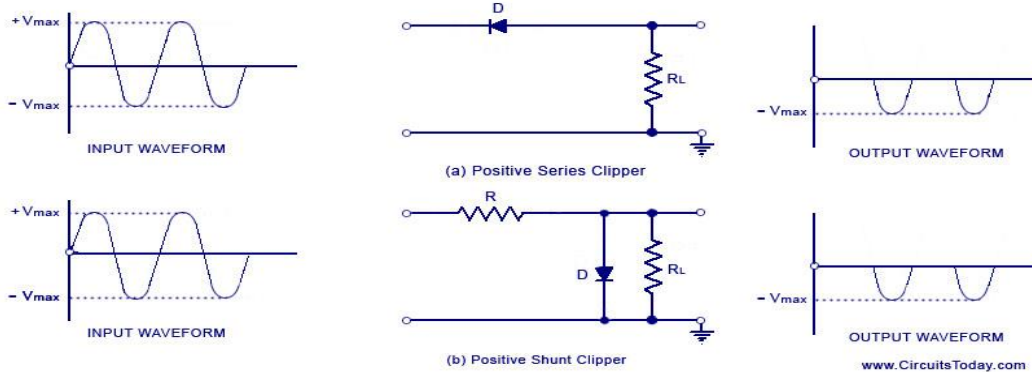 + Vmax
- Vmax
INPUT WAVEFORM
D
RL
(a) Positive Series Clipper
- Vmax
OUTPUT WAVEFORM
+ Vmax
- Vmax
INPUT WAVEFORM
R
D
RL
(b) Positive Shunt Clipper
- Vmax
OUTPUT WAVEFORM
www.CircuitsToday.com